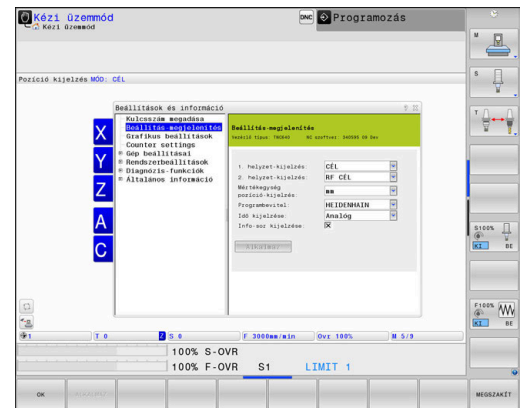 Kézi üzemmód
Kézi üzemmód
DNC
Programozás
Pozíció kijelzés MÓD: CÉL
Beállítások és információ
Kulcsszám megadása
Beállítás-megjelenítés
Grafikus beállítások
Counter settings
Gép beállításai
Rendszerbeállítások
Diagnózis-funkciók
Általános információ
Beállítás-megjelenítés
1. helyzet-kijelzés: CÉL
2. helyzet-kijelzés: RF CÉL
Mértékegység
pozíció-kijelzés: mm
Programbevitel: HEIDENHAIN
Idő kijelzése: Analóg
Info-sor kijelzése:
X
Y
Z
A
C
M
S
T
S100%
KI BE
F100%
KI BE
1 T 0 Z S 0 F 3000mm/min Ovr 100% M 5/9
100% S-OVR
100% F-OVR S1 LIMIT 1
OK
MEGSZAKÍT